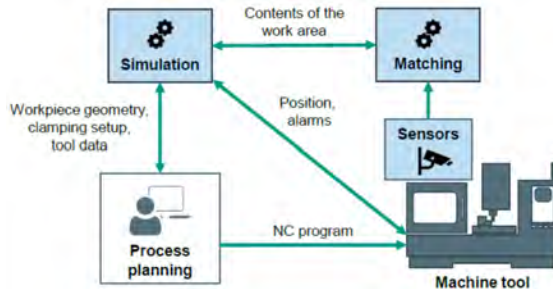 Contents of the
work area
Simulation
Matching
Workpiece geometry,
clamping setup,
tool data
Position,
alarms
Sensors
Process
planning
NC program
Machine tool